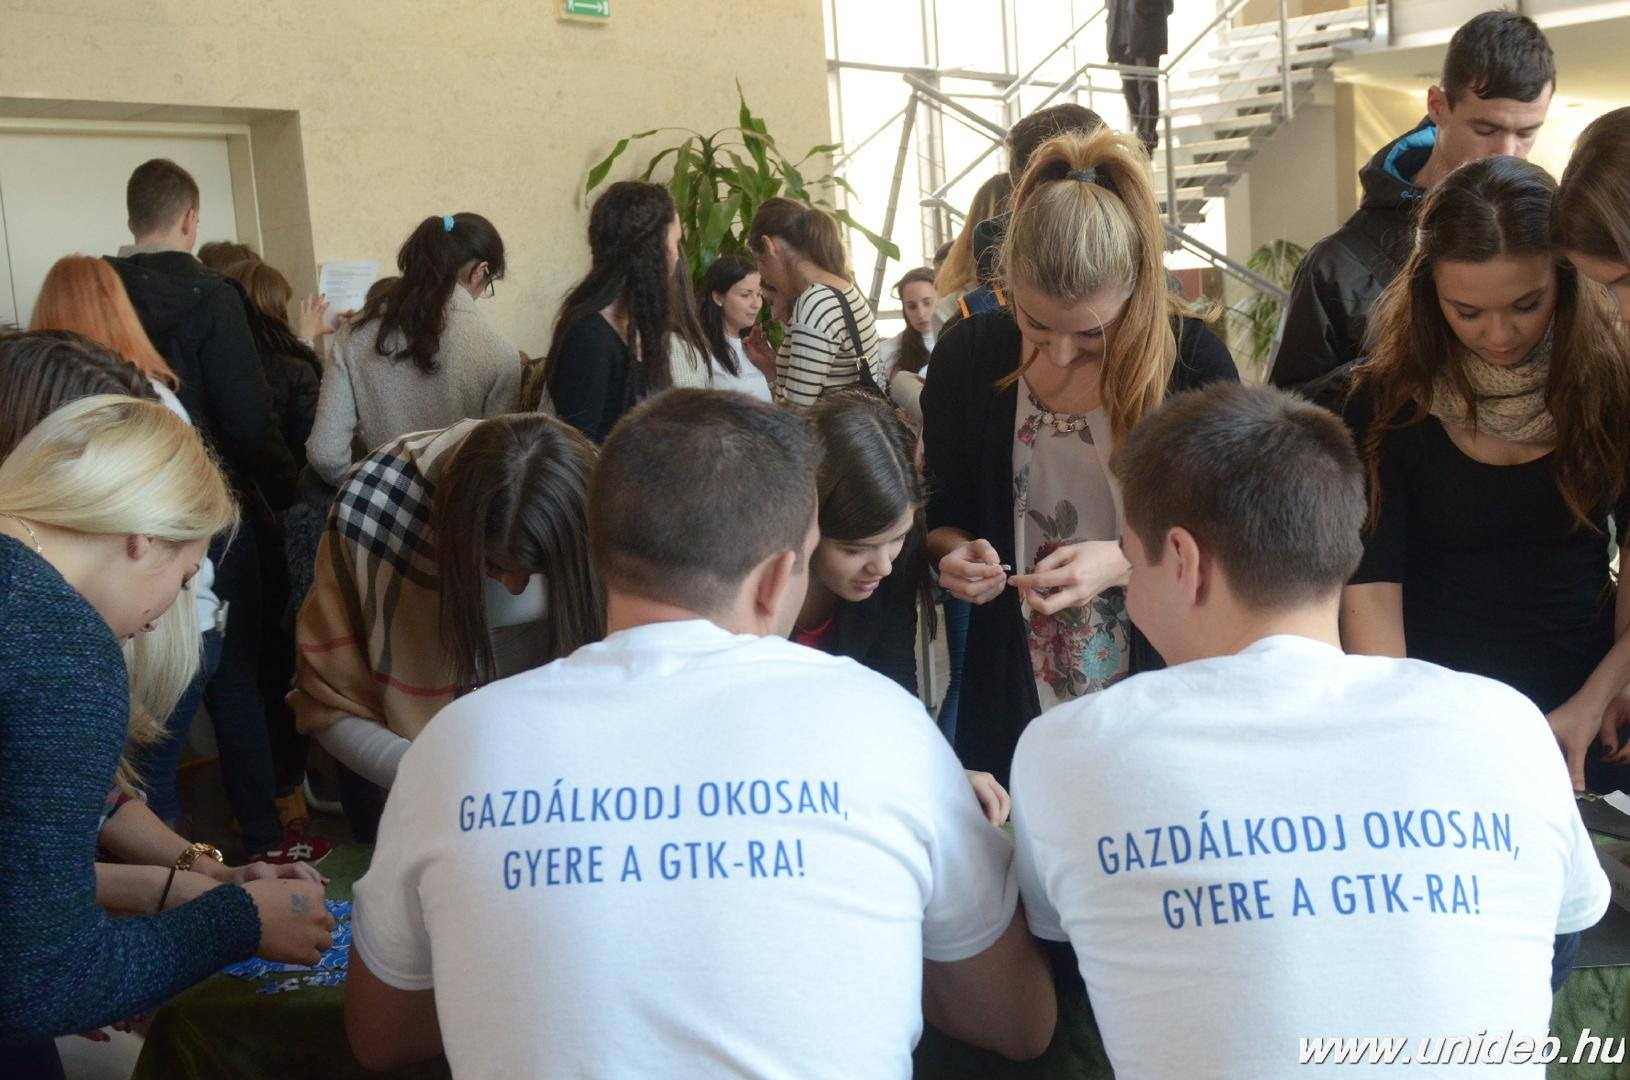 GAZDÁLKODJ OKOSAN,
GYERE A GTK-RA!
GAZDÁLKODJ OKOSAN,
GYERE A GTK-RA!
www.unideb.hu